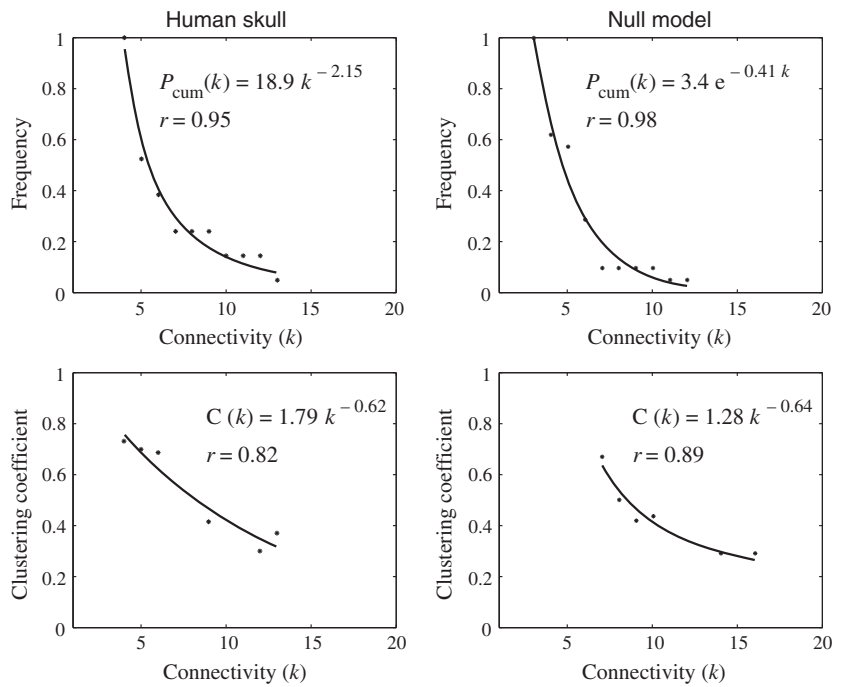 Human skull
1
0.8
0.6
0.4
0.2
0
5
10
15
20
Frequency
Connectivity (k)
P_cum(k) = 18.9 k^−2.15
r = 0.95
Null model
1
0.8
0.6
0.4
0.2
0
5
10
15
20
Frequency
Connectivity (k)
P_cum(k) = 3.4 e^−0.41 k
r = 0.98
1
0.8
0.6
0.4
0.2
0
5
10
15
20
Clustering coefficient
Connectivity (k)
C (k) = 1.79 k^−0.62
r = 0.82
1
0.8
0.6
0.4
0.2
0
5
10
15
20
Clustering coefficient
Connectivity (k)
C (k) = 1.28 k^−0.64
r = 0.89